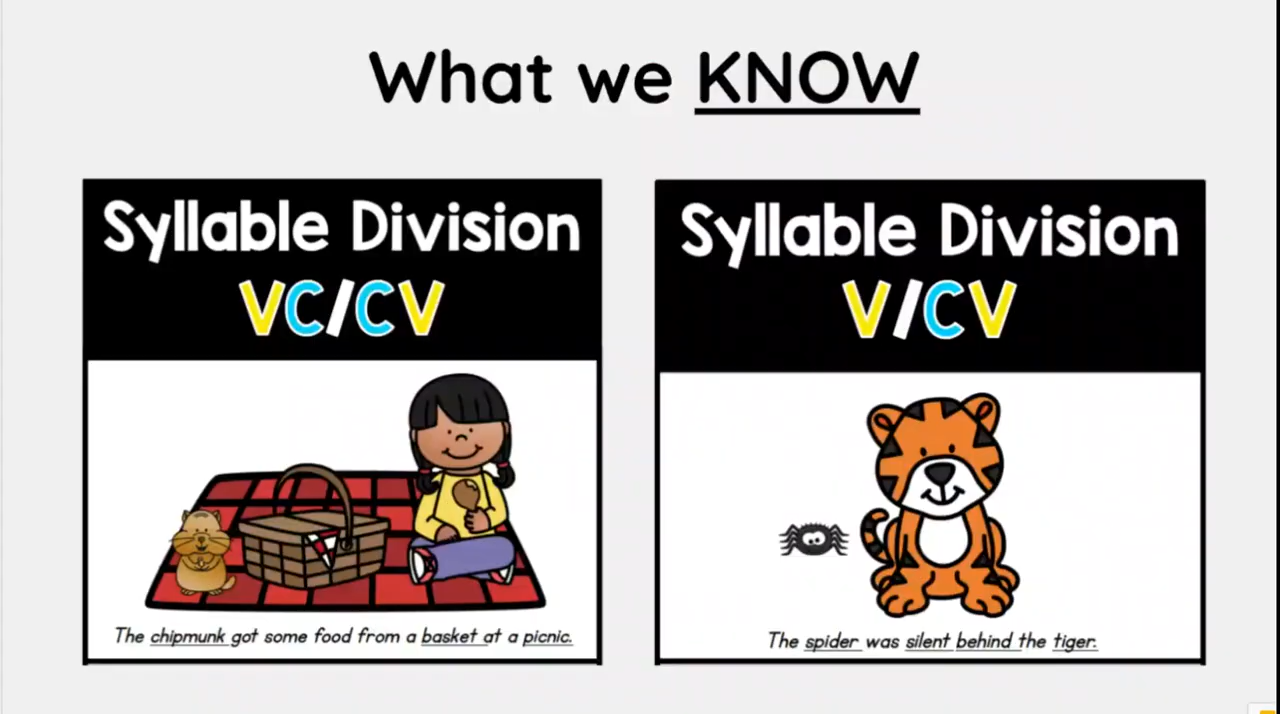 What we KNOW
Syllable Division
VC/CV
The chipmunk got some food from a basket at a picnic.
Syllable Division
V/CV
The spider was silent behind the tiger.